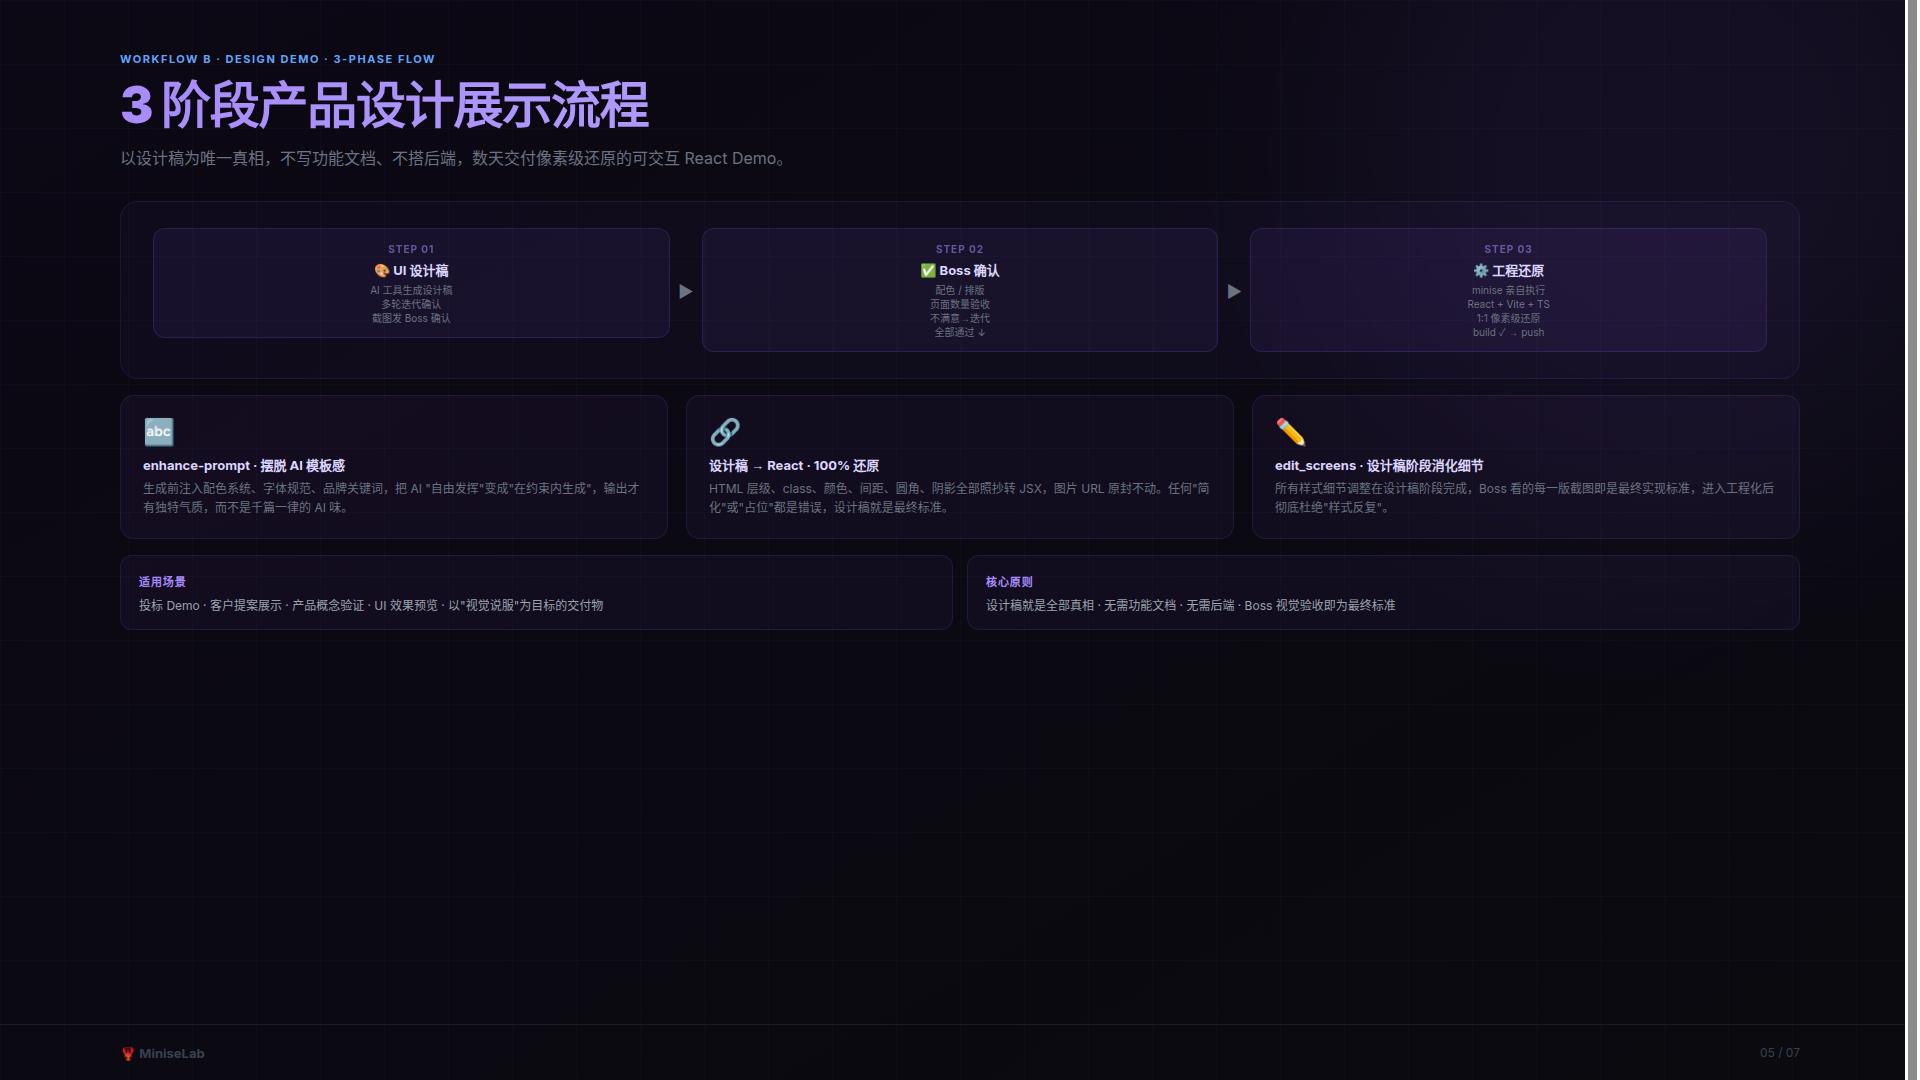 WORKFLOW B · DESIGN DEMO · 3-PHASE FLOW
3 阶段产品设计展示流程
以设计稿为唯一真相，不写功能文档、不搭后端，数天交付像素级还原的可交互 React Demo。
STEP 01
🎨 UI 设计稿
AI 工具生成设计稿
多轮迭代确认
截图发 Boss 确认
▶
STEP 02
✅ Boss 确认
配色 / 排版
页面数量验收
不满意→迭代
全部通过 ↓
▶
STEP 03
⚙️ 工程还原
minise 亲自执行
React + Vite + TS
1:1 像素级还原
build ✓ → push
🔤
enhance-prompt · 摆脱 AI 模板感
生成前注入配色系统、字体规范、品牌关键词，把 AI "自由发挥"变成"在约束内生成"，输出才
有独特气质，而不是千篇一律的 AI 味。
🔗
设计稿 → React · 100% 还原
HTML 层级、class、颜色、间距、圆角、阴影全部照抄转 JSX，图片 URL 原封不动。任何"简
化"或"占位"都是错误，设计稿就是最终标准。
✏️
edit_screens · 设计稿阶段消化细节
所有样式细节调整在设计稿阶段完成，Boss 看的每一版截图即是最终实现标准，进入工程化后
彻底杜绝"样式反复"。
适用场景
投标 Demo · 客户提案展示 · 产品概念验证 · UI 效果预览 · 以"视觉说服"为目标的交付物
核心原则
设计稿就是全部真相 · 无需功能文档 · 无需后端 · Boss 视觉验收即为最终标准
🦞 MiniseLab
05 / 07